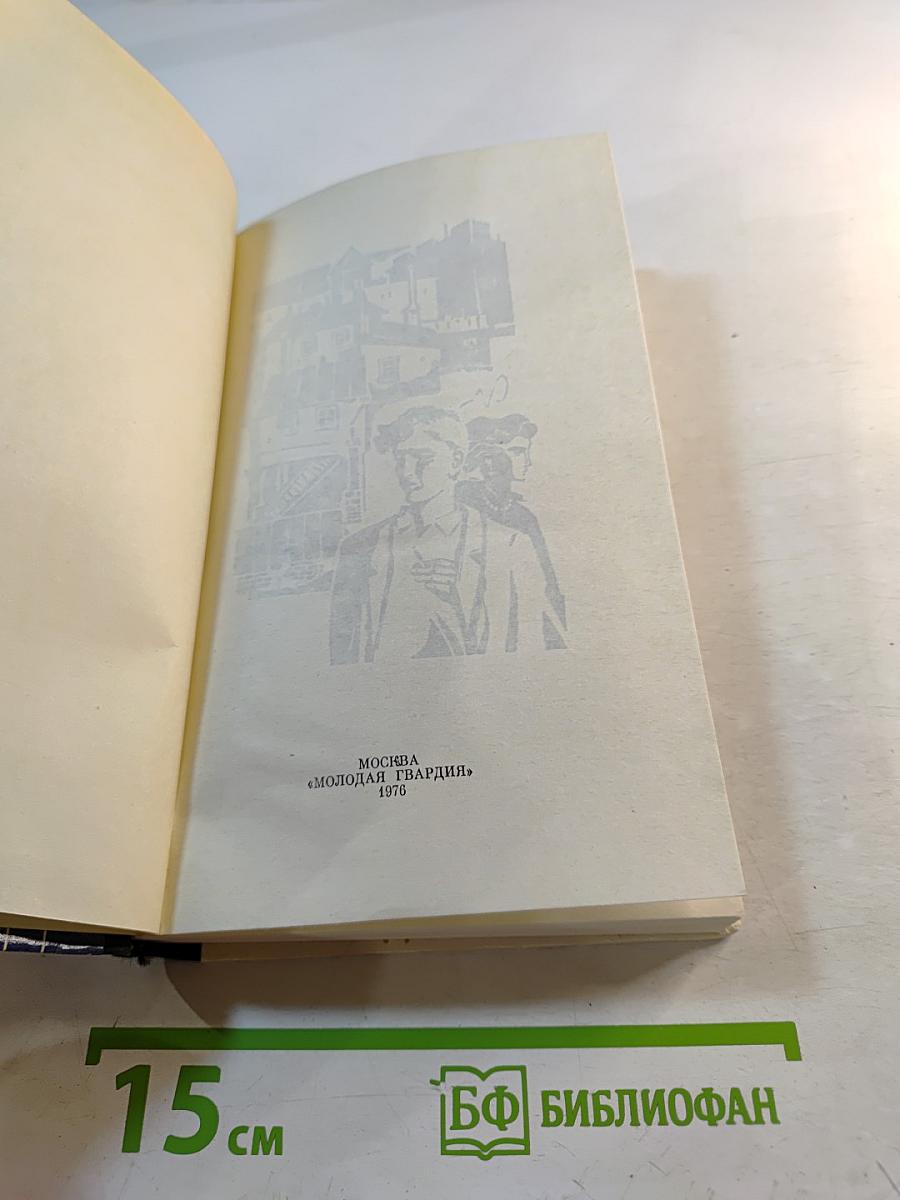 МОСКВА
«МОЛОДАЯ ГВАРДИЯ»
1976
15 см
БФ БИБЛИОФАН